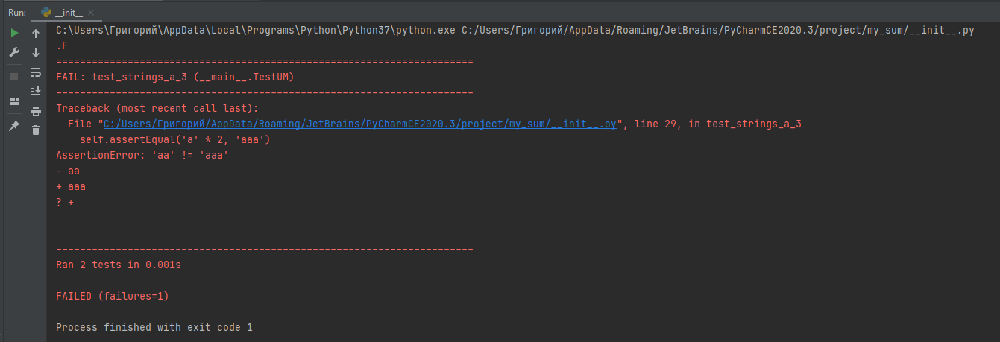 Run: __init__ ×
C:\Users\Григорий\AppData\Local\Programs\Python\Python37\python.exe C:/Users/Григорий/AppData/Roaming/JetBrains/PyCharmCE2020.3/project/my_sum/__init__.py
.F
======================================================================
FAIL: test_strings_a_3 (__main__.TestUM)
----------------------------------------------------------------------
Traceback (most recent call last):
  File "C:/Users/Григорий/AppData/Roaming/JetBrains/PyCharmCE2020.3/project/my_sum/__init__.py", line 29, in test_strings_a_3
    self.assertEqual('a' * 2, 'aaa')
AssertionError: 'aa' != 'aaa'
- aa
+ aaa
? +
----------------------------------------------------------------------
Ran 2 tests in 0.001s
FAILED (failures=1)
Process finished with exit code 1